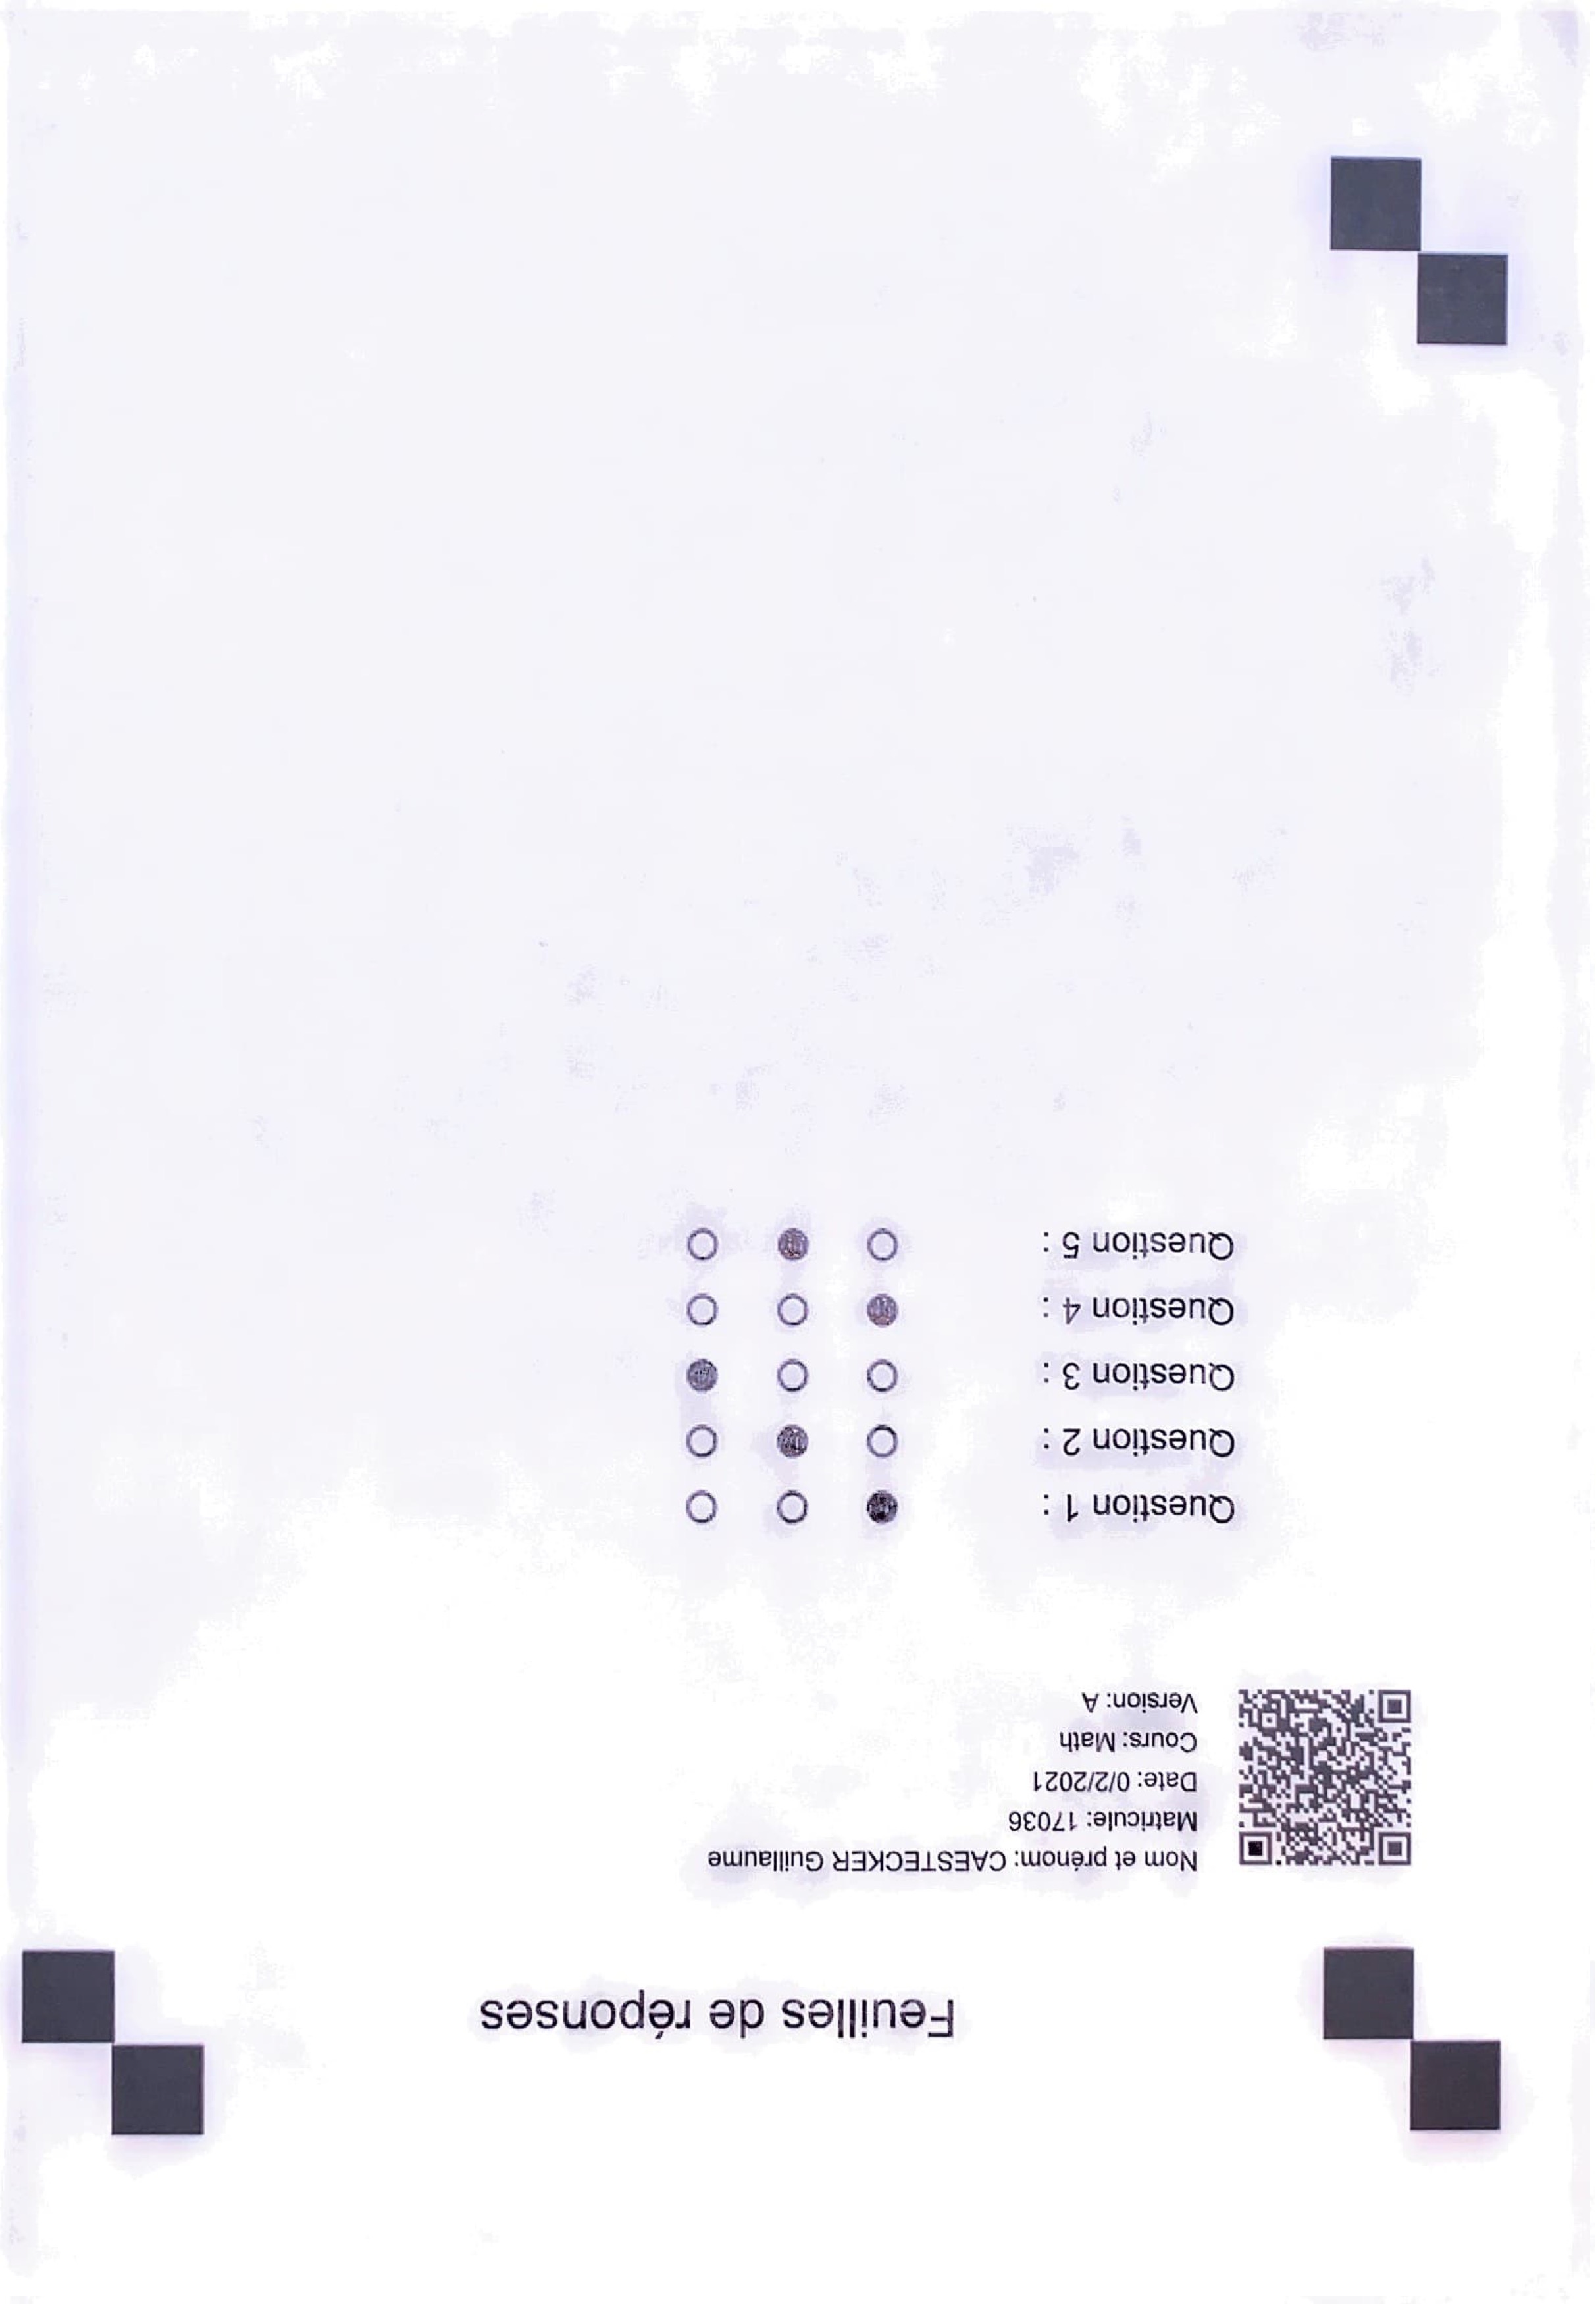 Feuilles de réponses
Nom et prénom: CAESTECKER Guillaume
Matricule: 17036
Date: 0/2/2021
Cours: Math
Version: A
Question 1 :
Question 2 :
Question 3 :
Question 4 :
Question 5 :